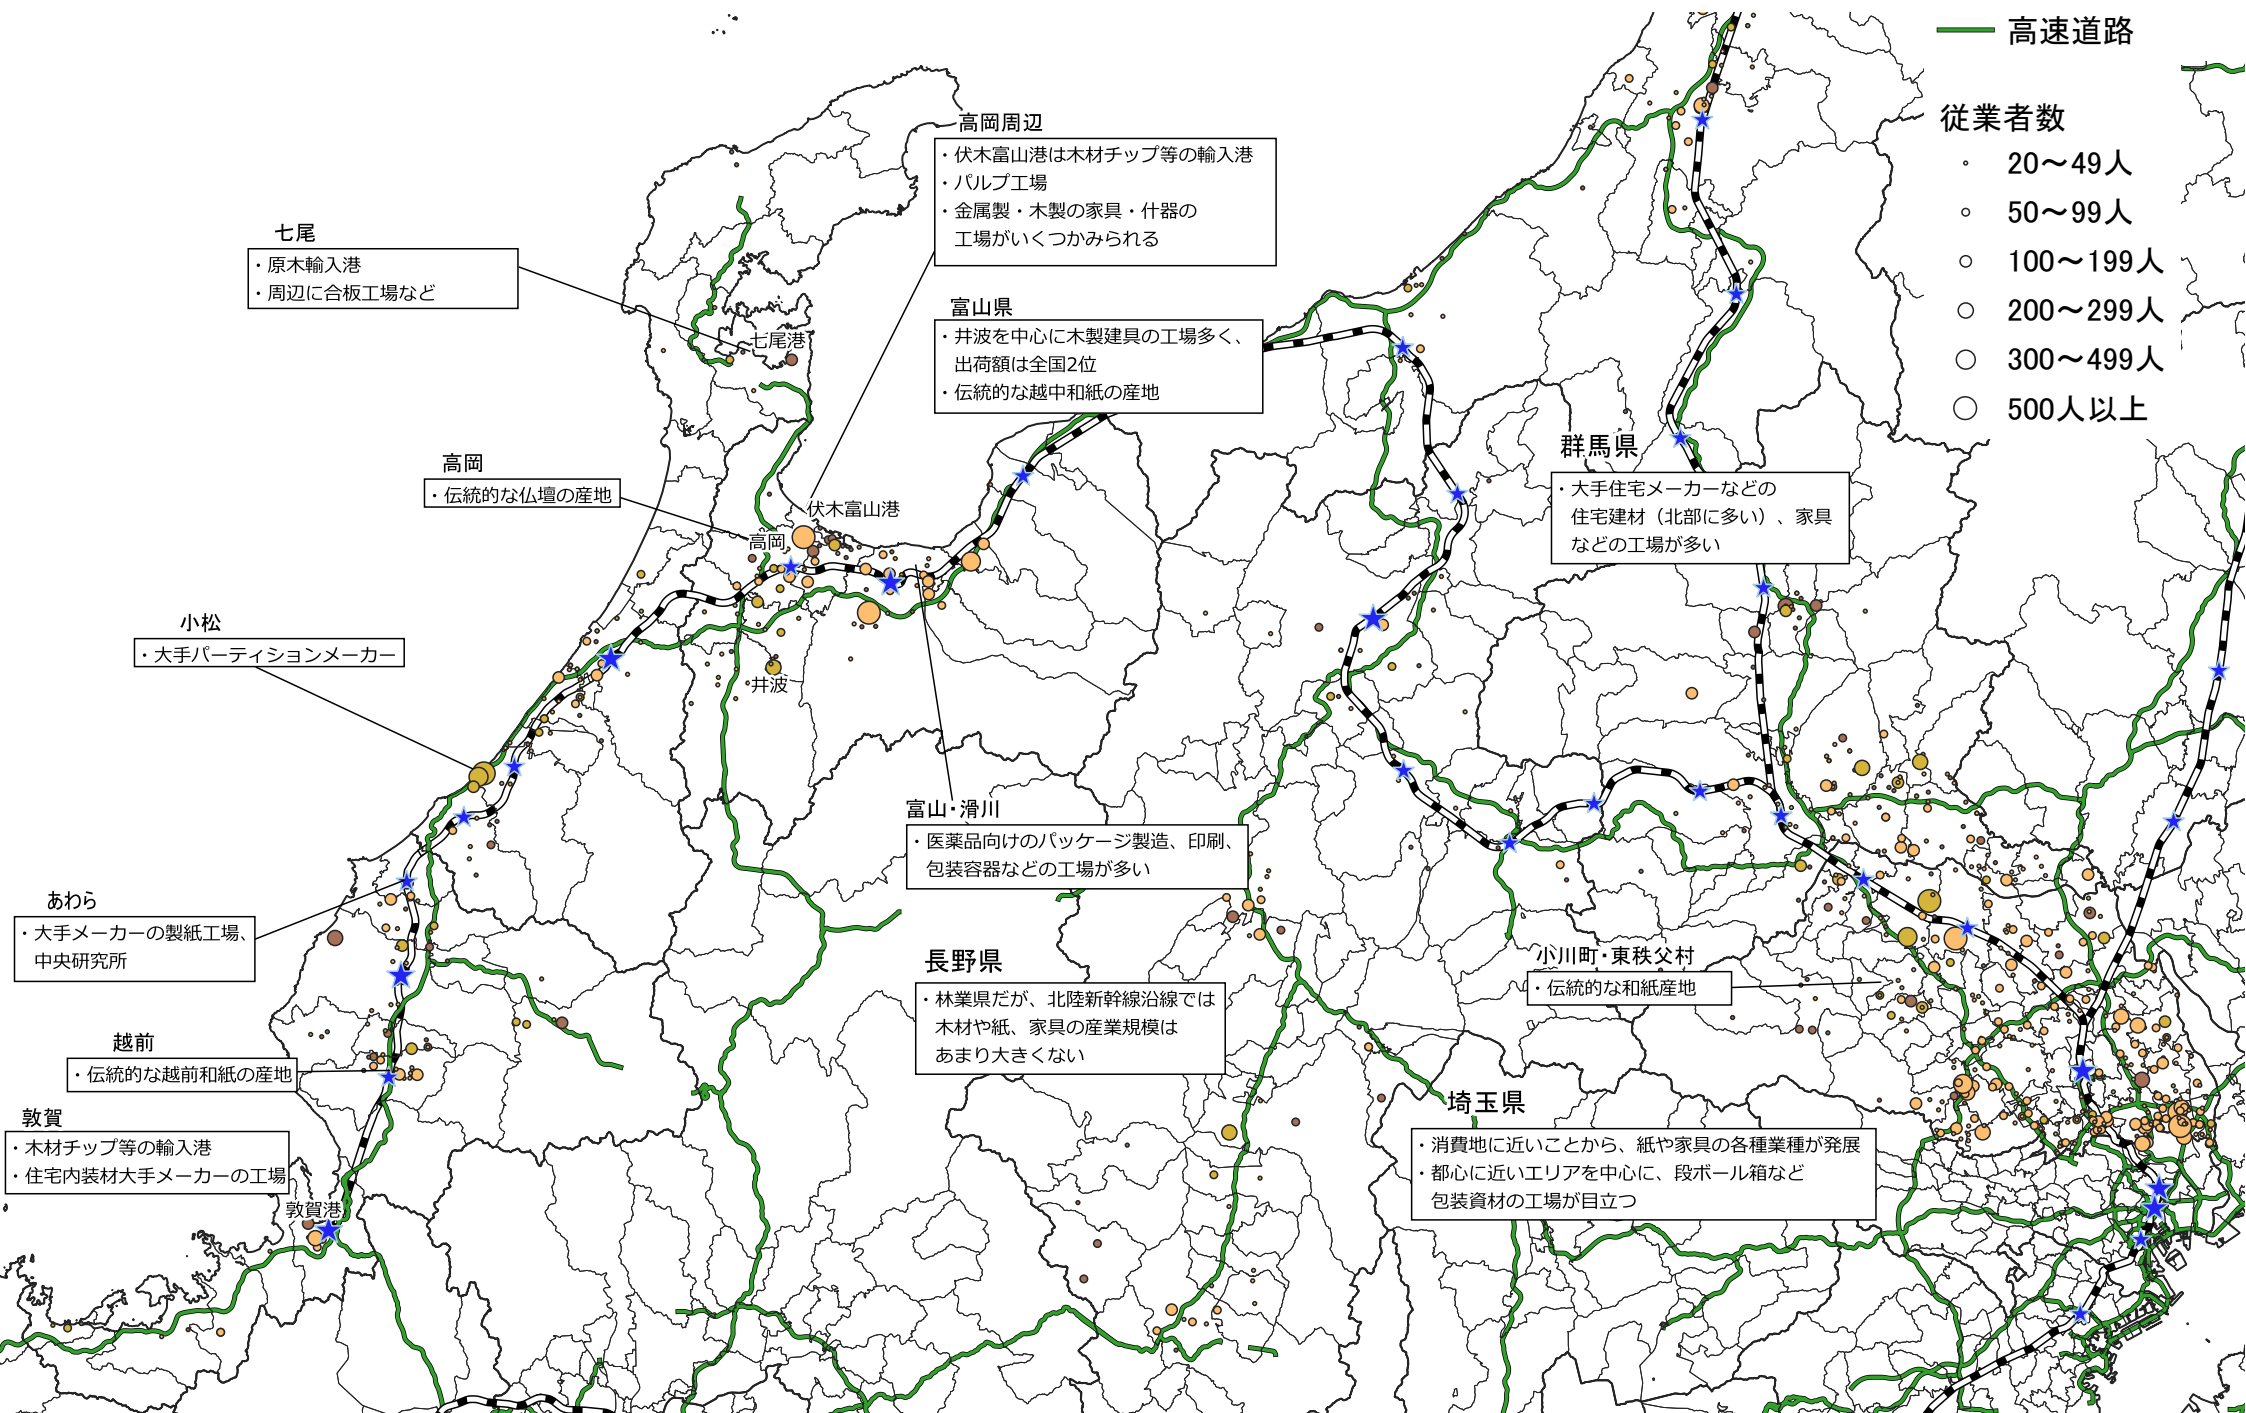 高速道路
従業者数
20～49人
50～99人
100～199人
200～299人
300～499人
500人以上
高岡周辺
・伏木富山港は木材チップ等の輸入港
・パルプ工場
・金属製・木製の家具・什器の
工場がいくつかみられる
七尾
・原木輸入港
・周辺に合板工場など
七尾港
富山県
・井波を中心に木製建具の工場多く、
出荷額は全国2位
・伝統的な越中和紙の産地
高岡
・伝統的な仏壇の産地
伏木富山港
高岡
群馬県
・大手住宅メーカーなどの
住宅建材（北部に多い）、家具
などの工場が多い
小松
・大手パーティションメーカー
井波
富山・滑川
・医薬品向けのパッケージ製造、印刷、
包装容器などの工場が多い
あわら
・大手メーカーの製紙工場、
中央研究所
長野県
・林業県だが、北陸新幹線沿線では
木材や紙、家具の産業規模は
あまり大きくない
小川町・東秩父村
・伝統的な和紙産地
越前
・伝統的な越前和紙の産地
敦賀
・木材チップ等の輸入港
・住宅内装材大手メーカーの工場
敦賀港
埼玉県
・消費地に近いことから、紙や家具の各種業種が発展
・都心に近いエリアを中心に、段ボール箱など
包装資材の工場が目立つ